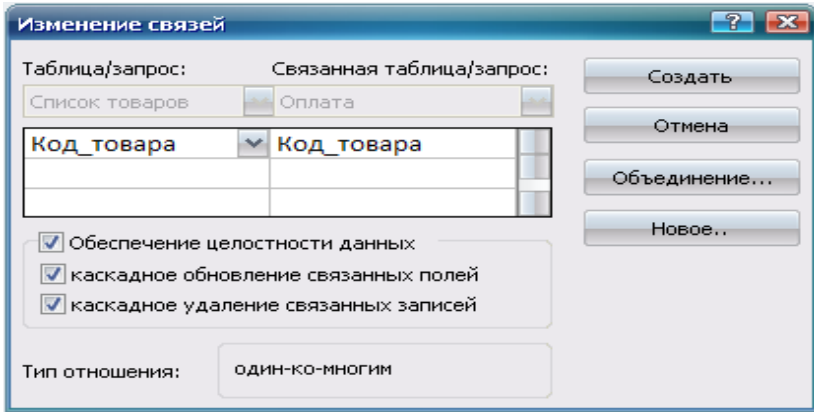 Изменение связей
Таблица/запрос: Связанная таблица/запрос:
Список товаров Оплата
Код_товара Код_товара
Обеспечение целостности данных
каскадное обновление связанных полей
каскадное удаление связанных записей
Тип отношения: один-ко-многим
Создать
Отмена
Объединение...
Новое..